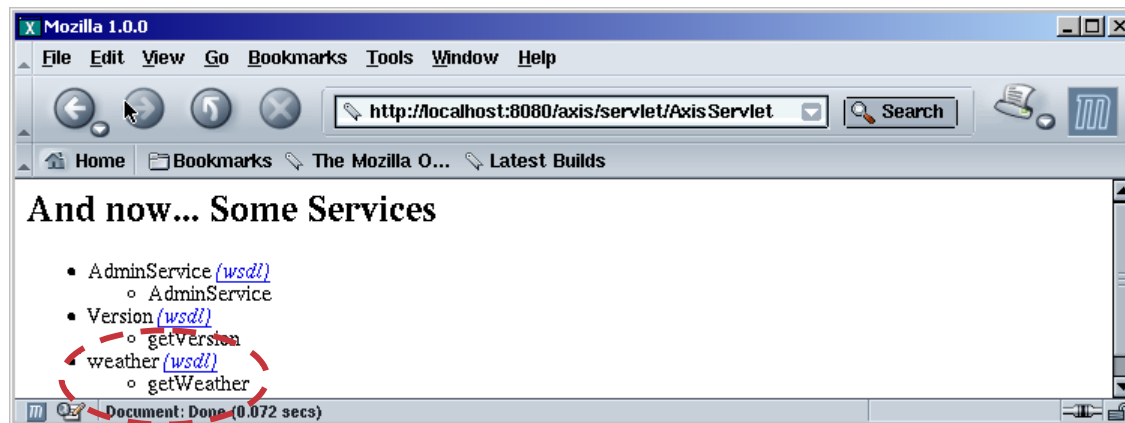 Mozilla 1.0.0
File Edit View Go Bookmarks Tools Window Help
http://localhost:8080/axis/servlet/AxisServlet Search
Home Bookmarks The Mozilla O... Latest Builds
And now... Some Services
AdminService (wsdl)
AdminService
Version (wsdl)
getVersion
weather (wsdl)
getWeather
Document: Done (0.072 secs)